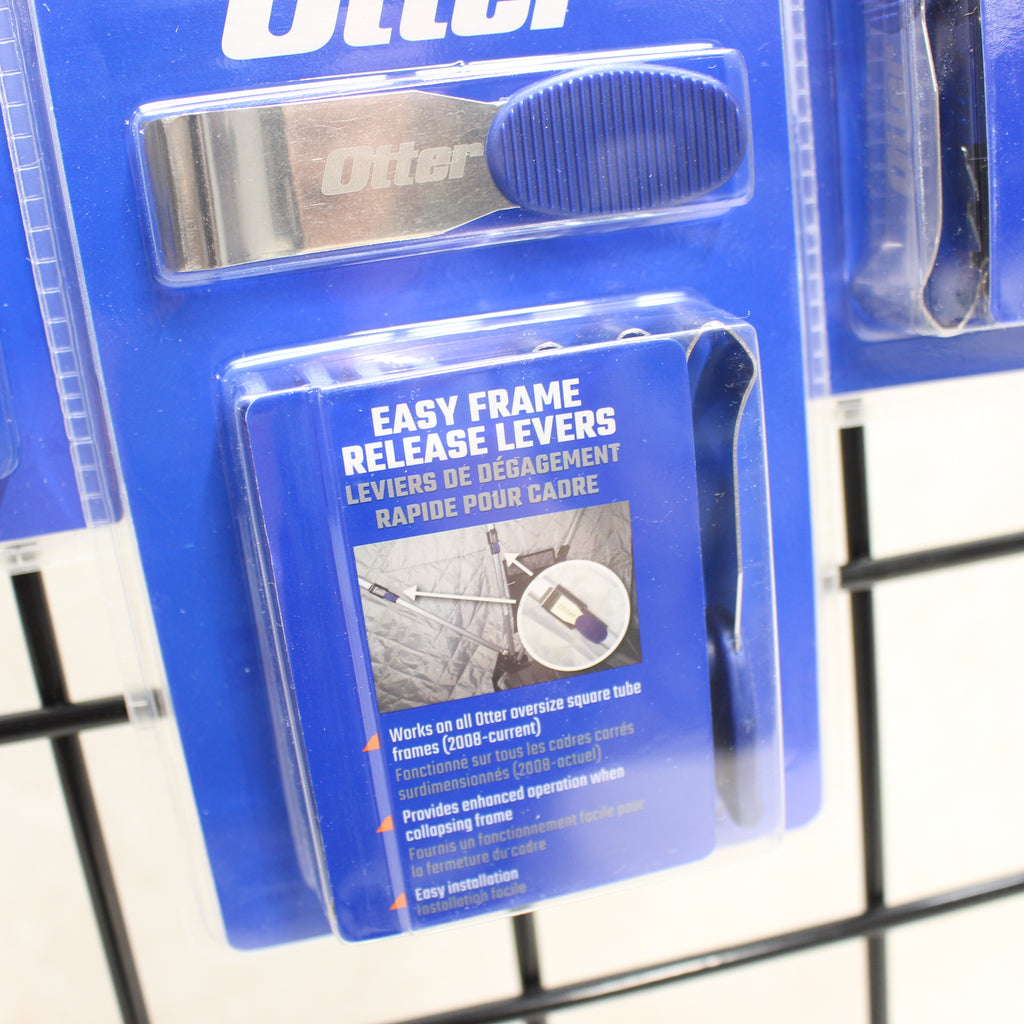 Otter
Otter
EASY FRAME
RELEASE LEVERS
LEVIERS DE DÉGAGEMENT
RAPIDE POUR CADRE
Works on all Otter oversize square tube
frames (2008-current)
Fonctionné sur tous les cadres carrés
surdimensionnés (2008-actuel)
Provides enhanced operation when
collapsing frame
Fournis un fonctionnement facile pour
la fermeture du cadre
Easy installation
Installation facile
Otter